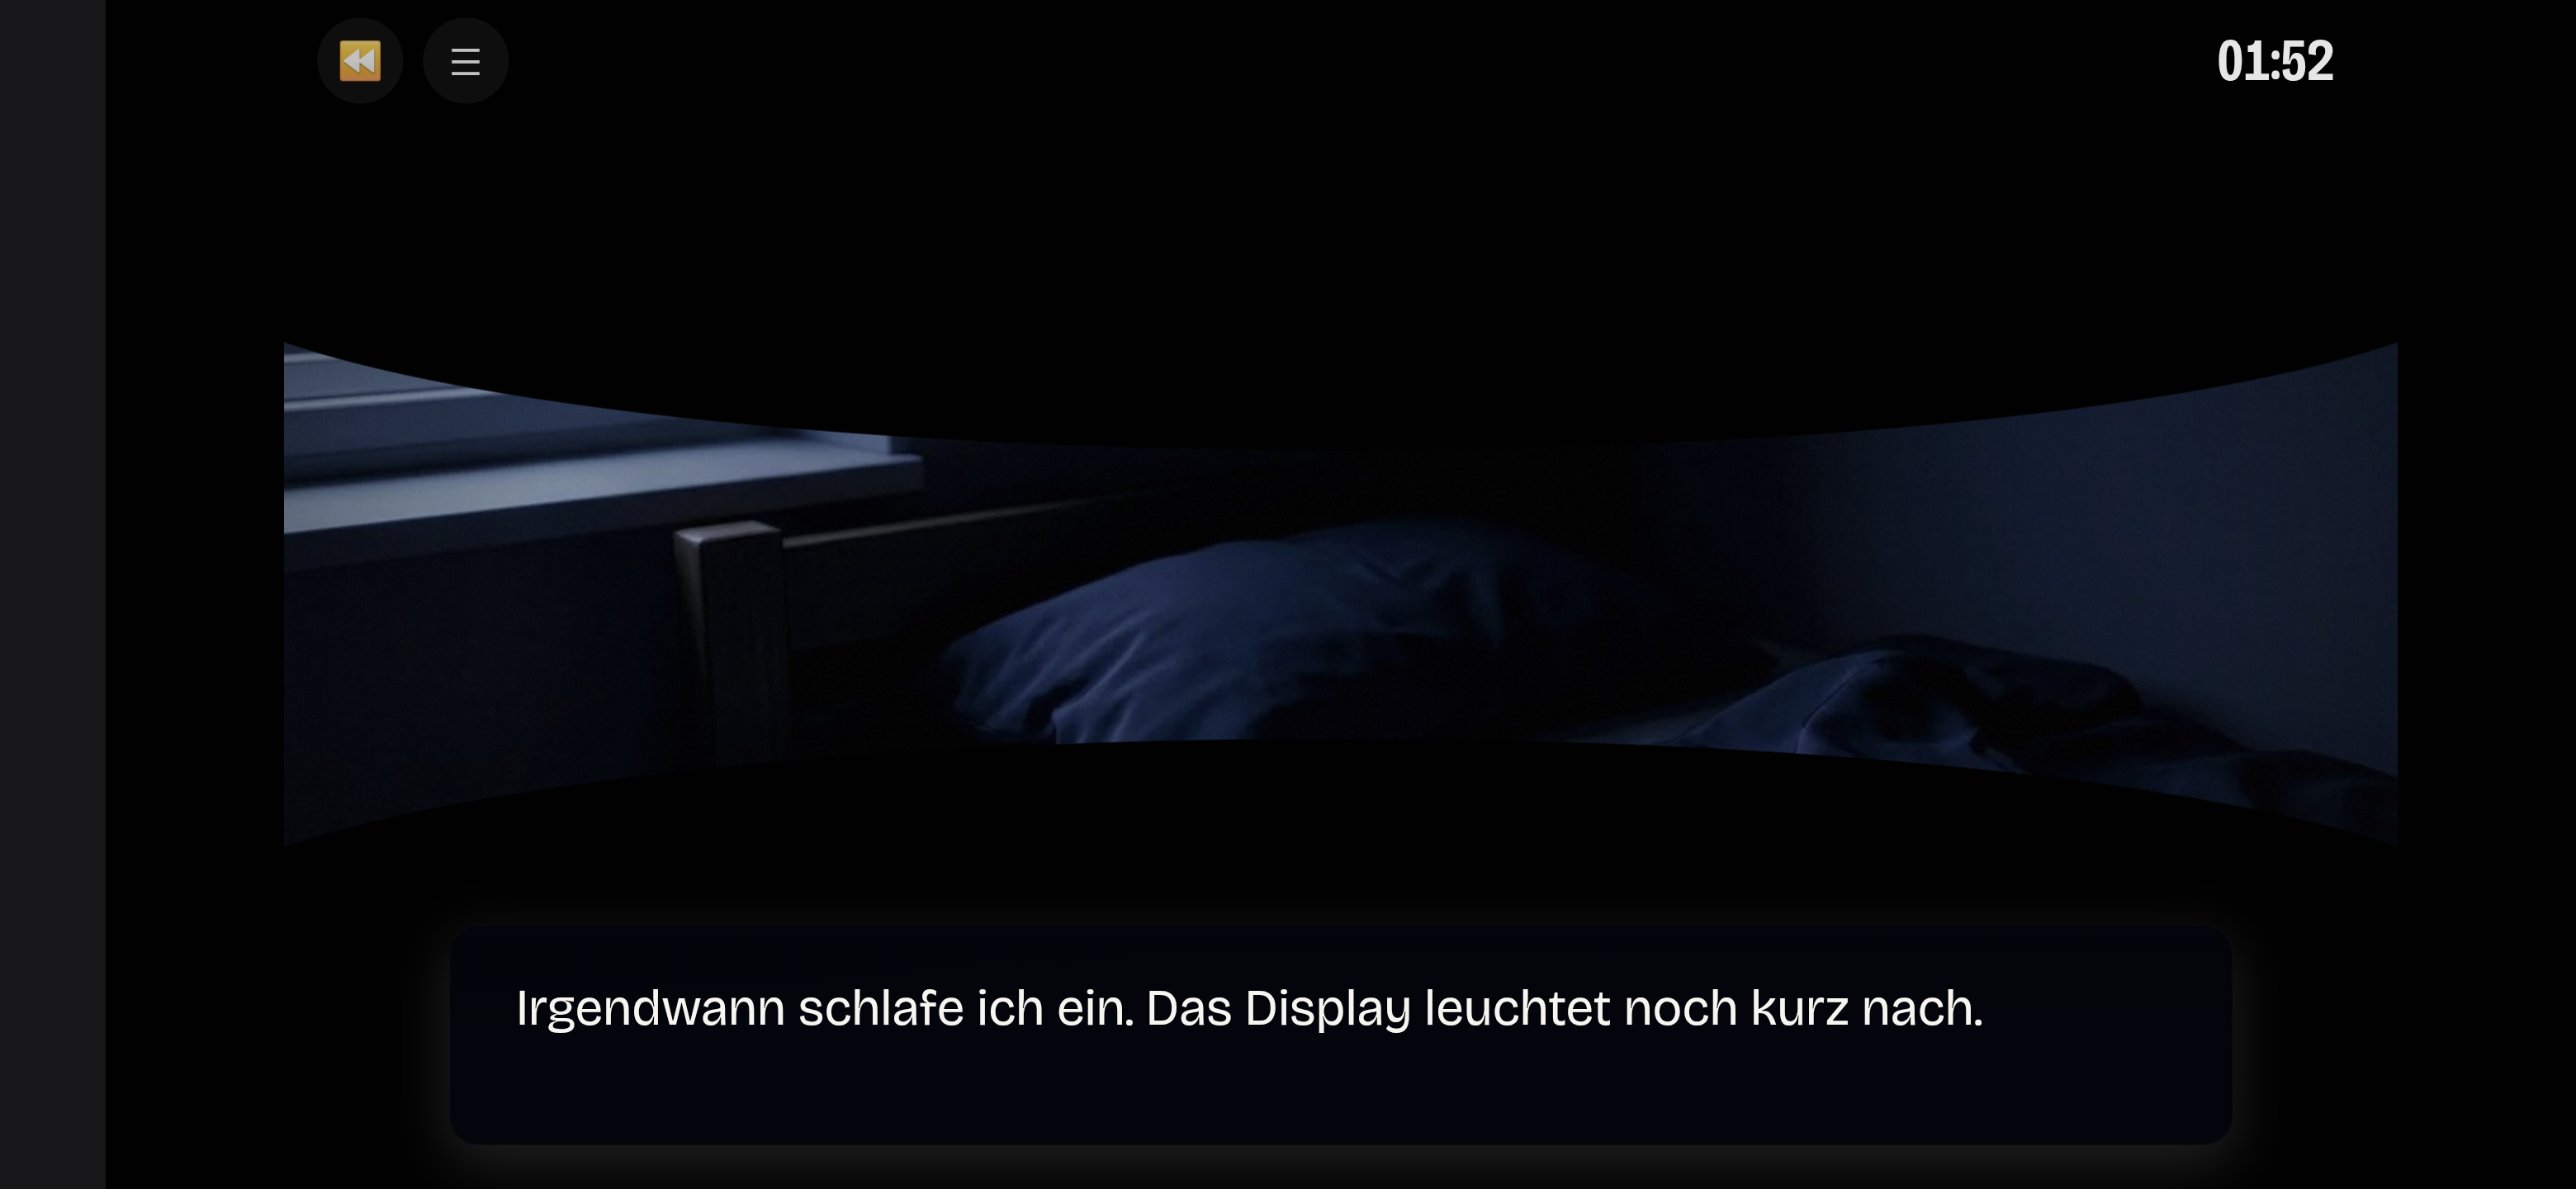 01:52
Irgendwann schlafe ich ein. Das Display leuchtet noch kurz nach.